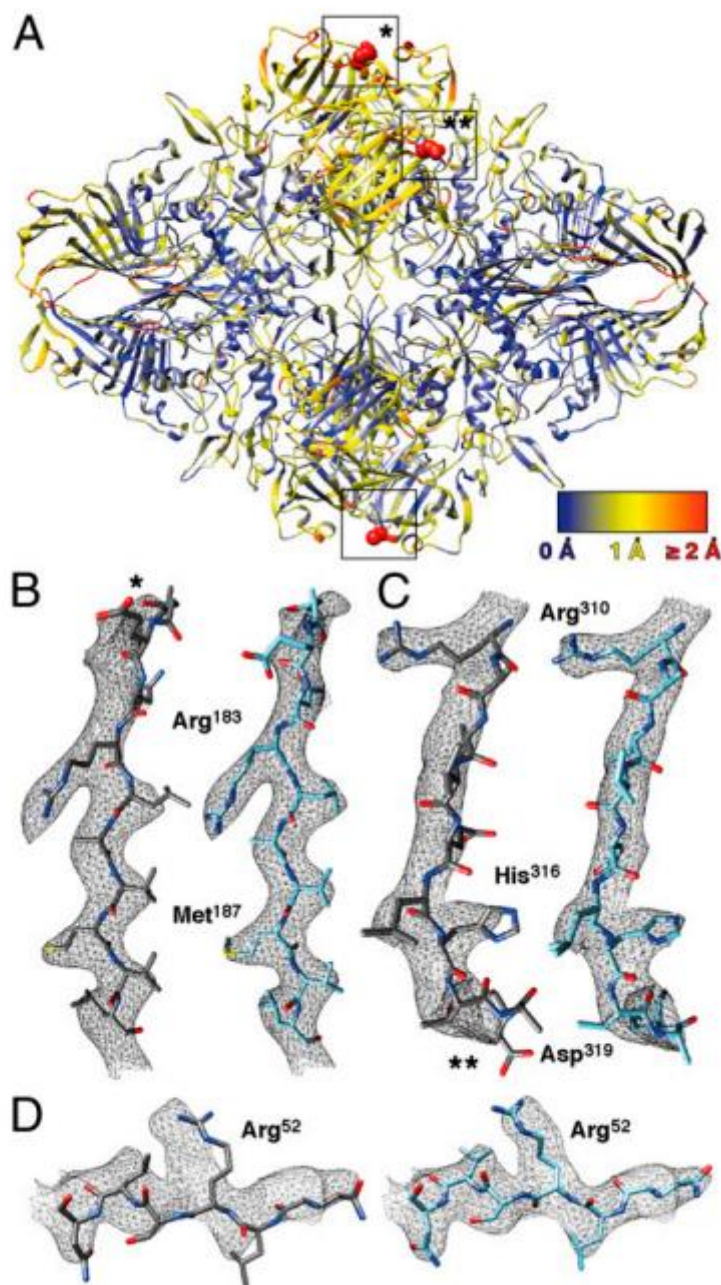 A
*
**
0 Å 1 Å ≥ 2 Å
B
*
C
Arg310
Arg183
His316
Met187
Asp319
**
D
Arg52
Arg52